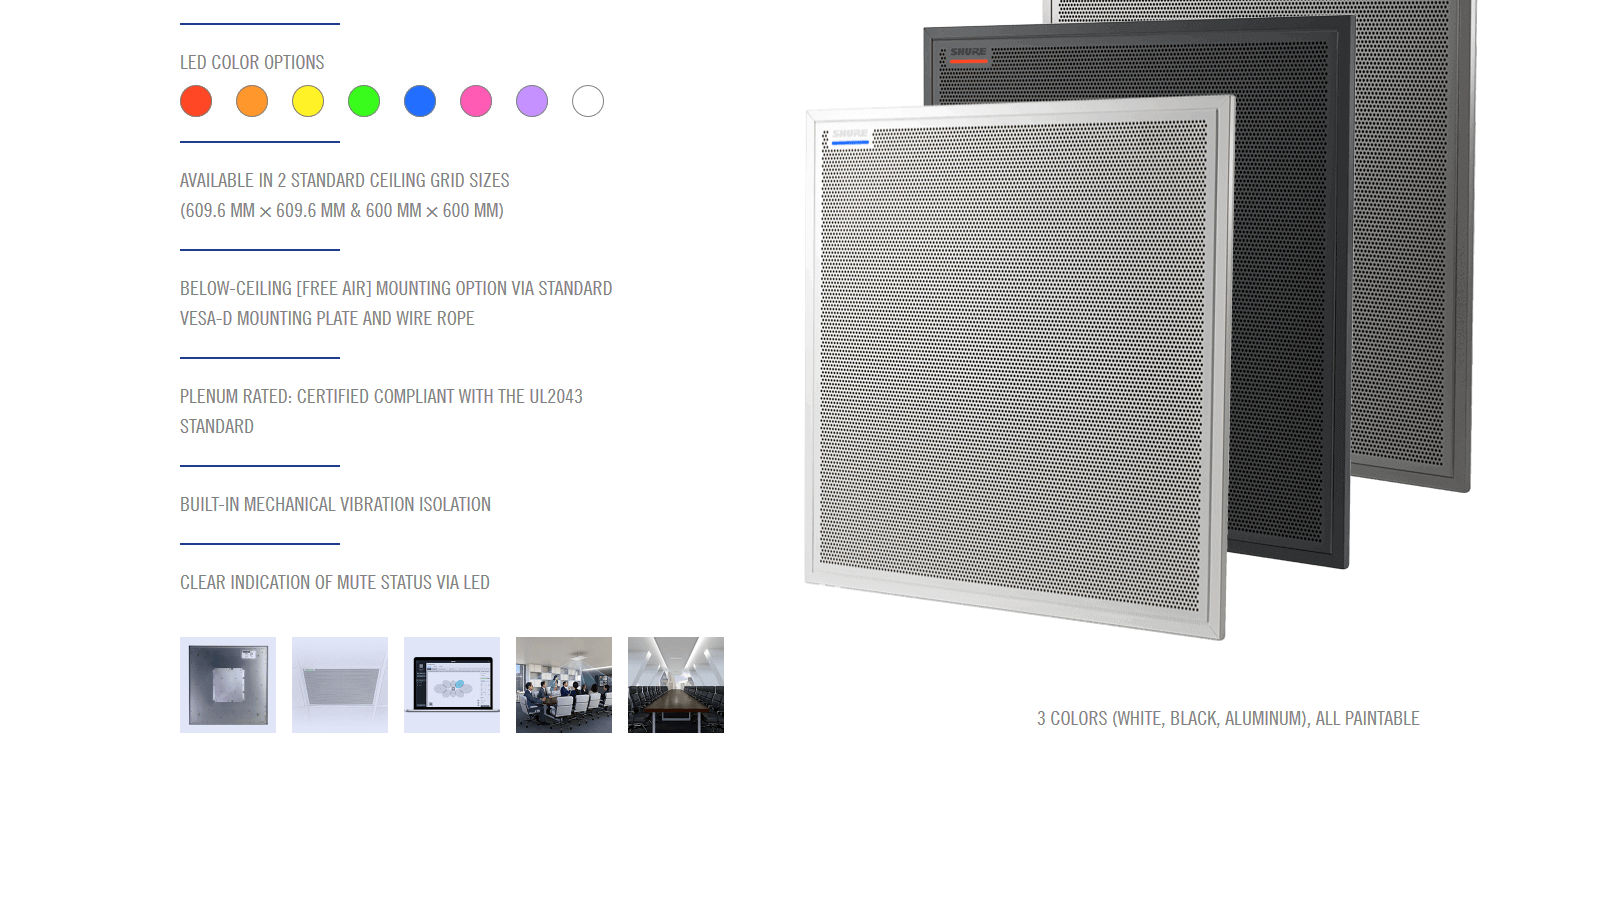 LED COLOR OPTIONS
AVAILABLE IN 2 STANDARD CEILING GRID SIZES
(609.6 MM × 609.6 MM & 600 MM × 600 MM)
BELOW-CEILING [FREE AIR] MOUNTING OPTION VIA STANDARD
VESA-D MOUNTING PLATE AND WIRE ROPE
PLENUM RATED: CERTIFIED COMPLIANT WITH THE UL2043
STANDARD
BUILT-IN MECHANICAL VIBRATION ISOLATION
CLEAR INDICATION OF MUTE STATUS VIA LED
SHURE
SHURE
3 COLORS (WHITE, BLACK, ALUMINUM), ALL PAINTABLE